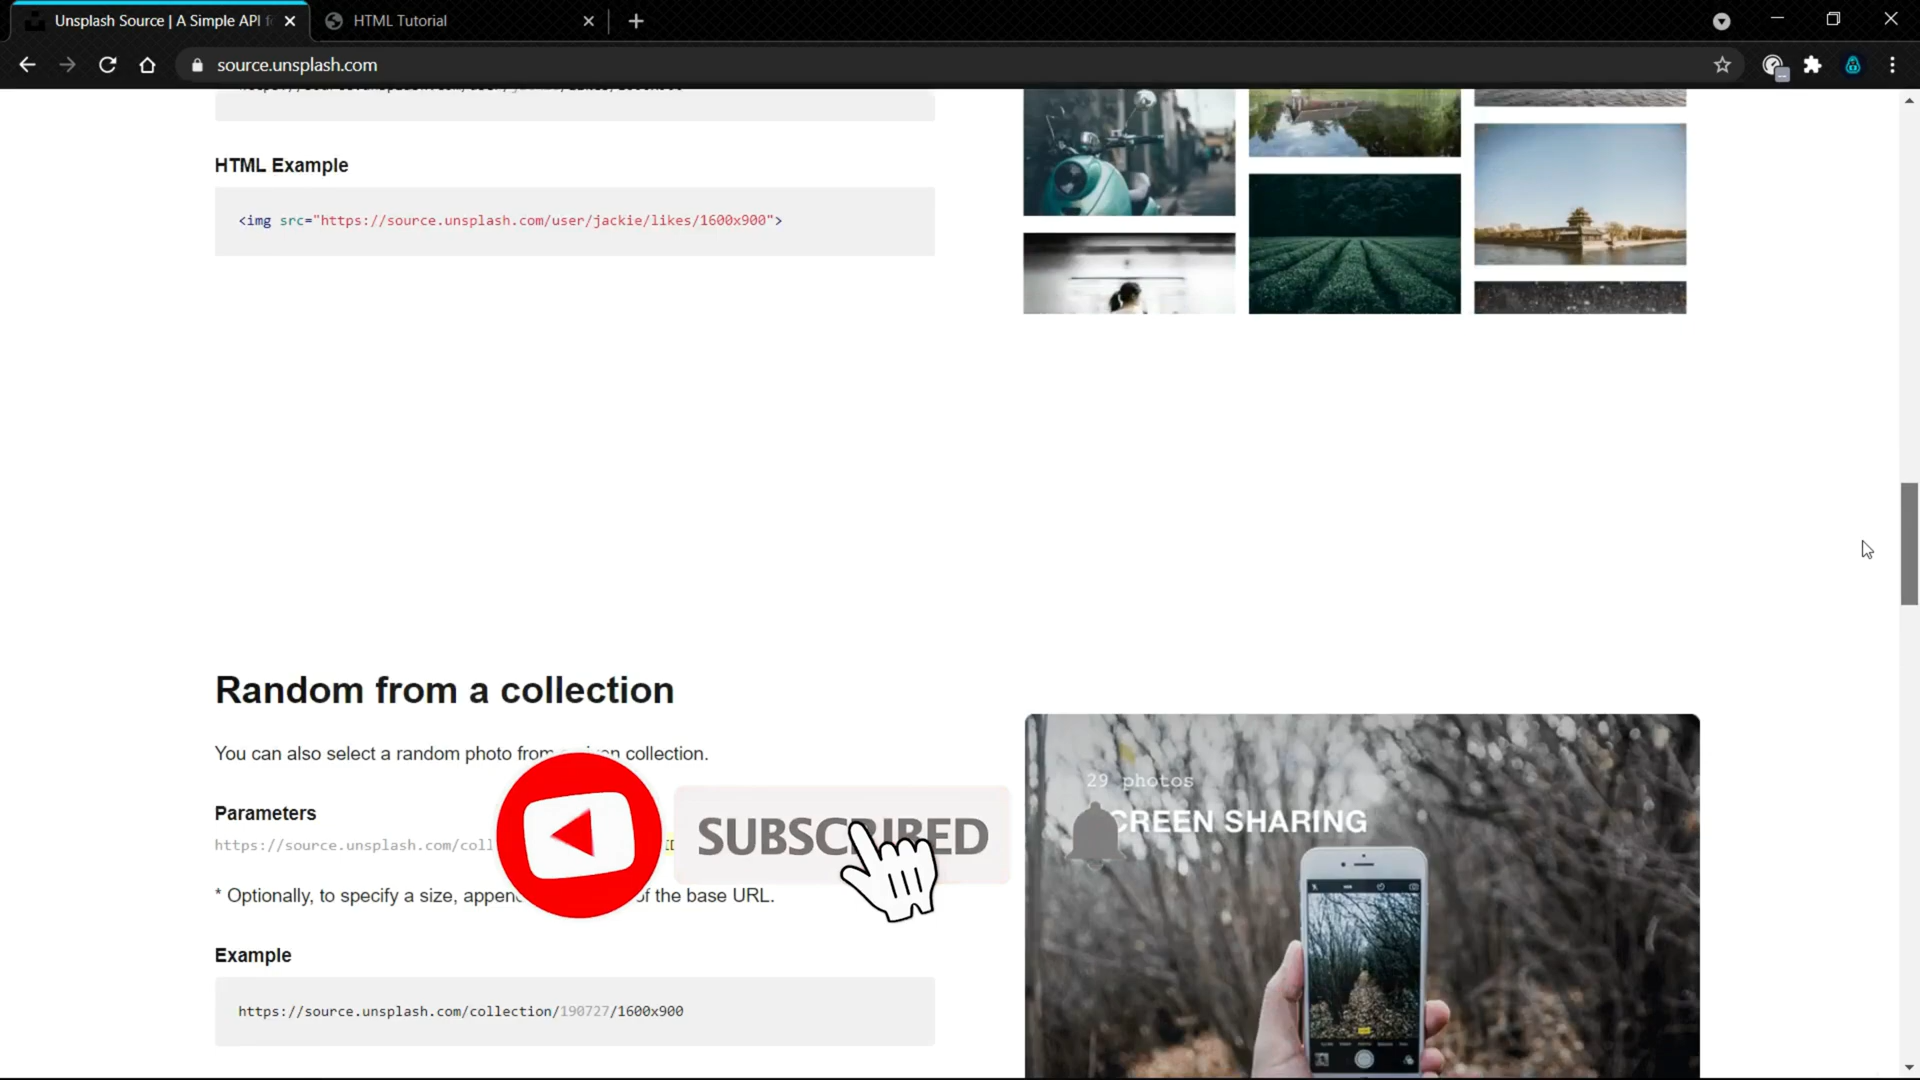 Unsplash Source | A Simple API f
HTML Tutorial
source.unsplash.com
HTML Example
<img src="https://source.unsplash.com/user/jackie/likes/1600x900">
Random from a collection
You can also select a random photo from collection.
29 photos
Parameters
CREEN SHARING
https://source.unsplash.com/coll
SUBSCRIBED
* Optionally, to specify a size, appen of the base URL.
Example
https://source.unsplash.com/collection/190727/1600x900